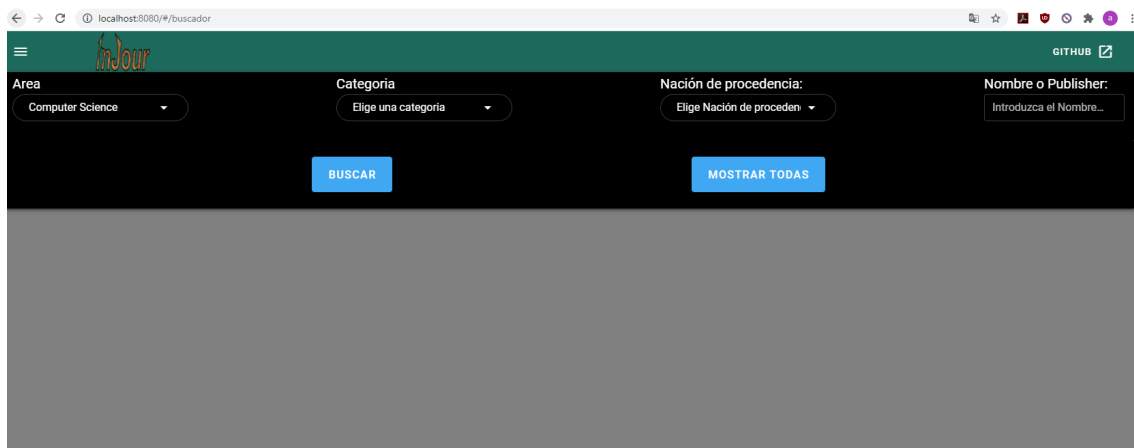 localhost:8080/#/buscador
InJour
GITHUB
Area
Categoria
Nación de procedencia:
Nombre o Publisher:
Computer Science
Elige una categoria
Elige Nación de proceden
Introduzca el Nombre...
BUSCAR
MOSTRAR TODAS
a